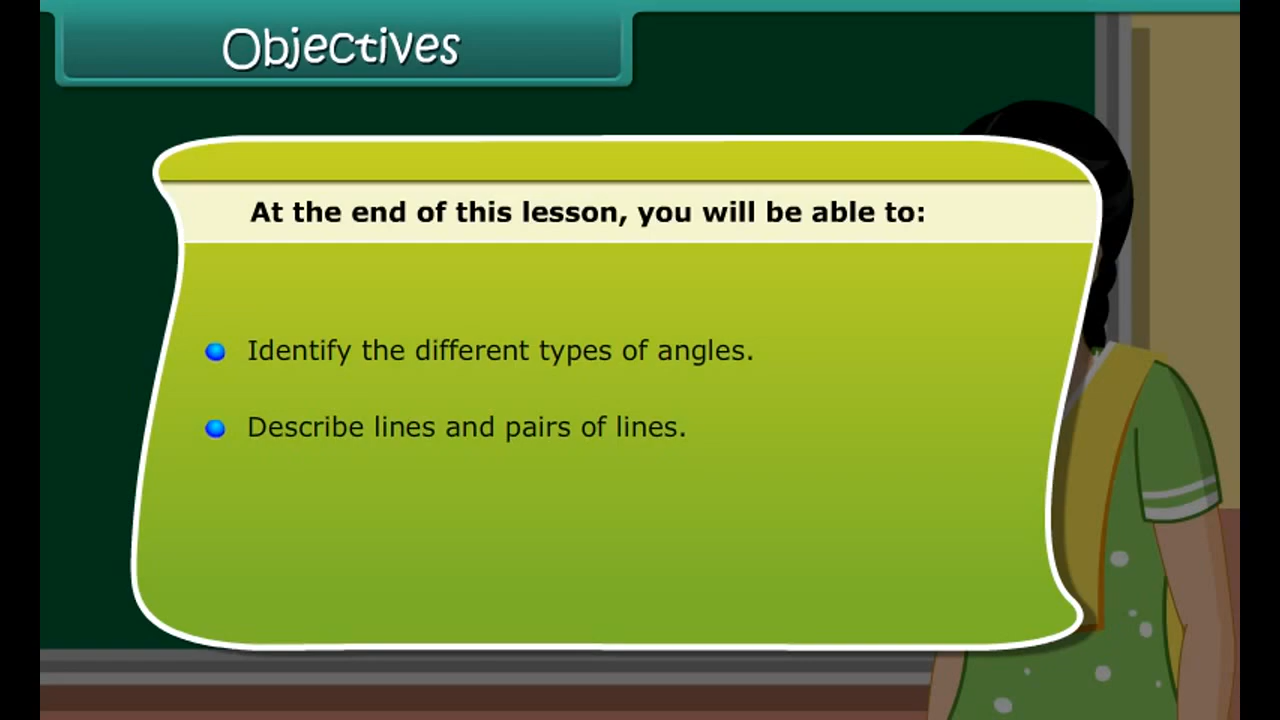 Objectives
At the end of this lesson, you will be able to:
Identify the different types of angles.
Describe lines and pairs of lines.